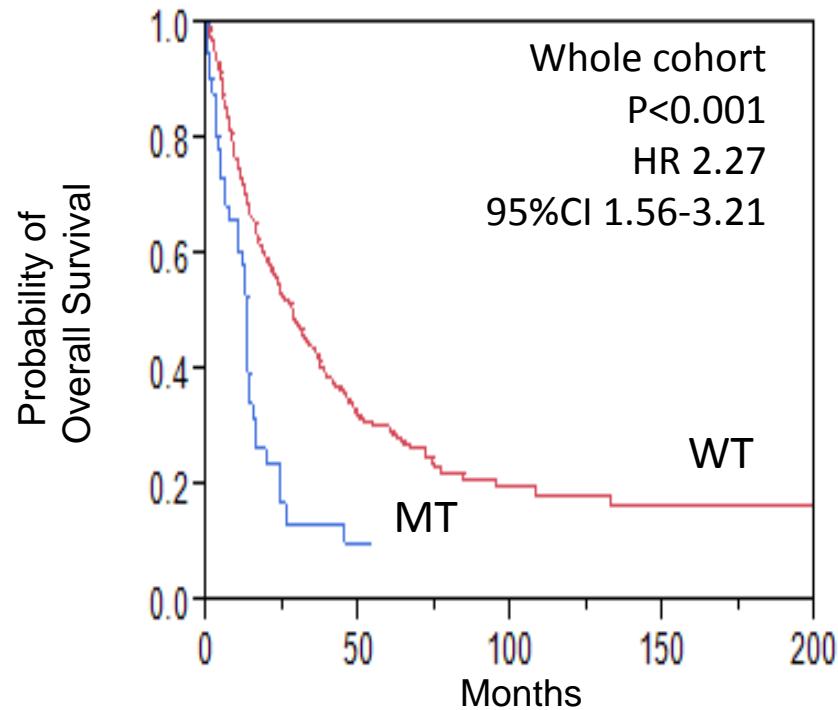 Whole cohort
P<0.001
HR 2.27
95%CI 1.56-3.21
Probability of
Overall Survival
1.0
0.8
0.6
0.4
0.2
0.0
WT
MT
0 50 100 150 200
Months